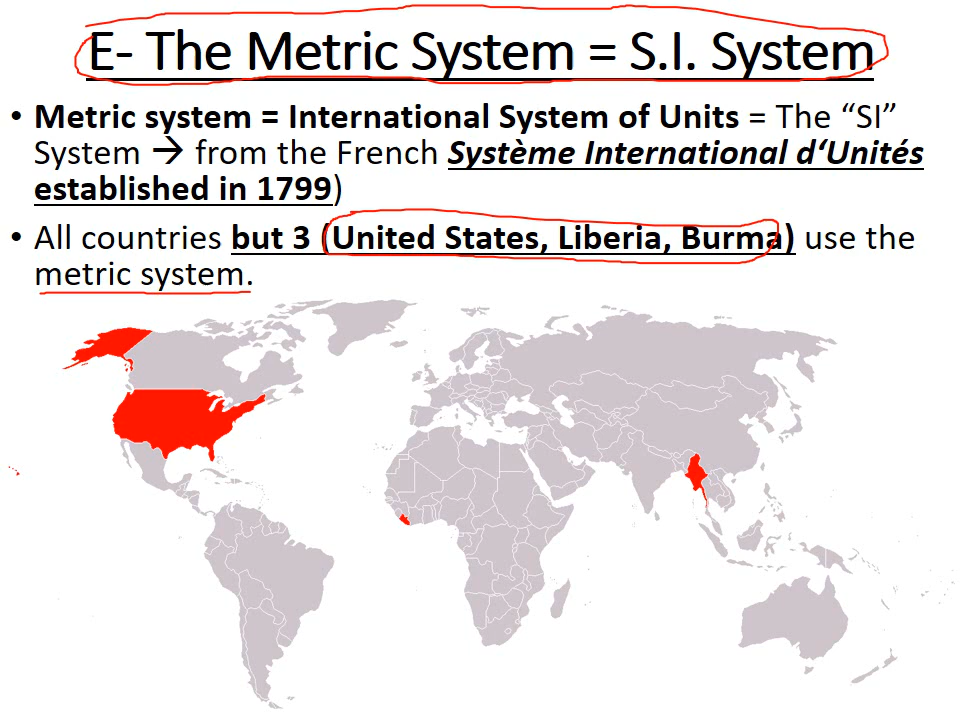 E- The Metric System = S.I. System
• Metric system = International System of Units = The “SI”
System → from the French Système International d‘Unités
established in 1799)
• All countries but 3 (United States, Liberia, Burma) use the
metric system.